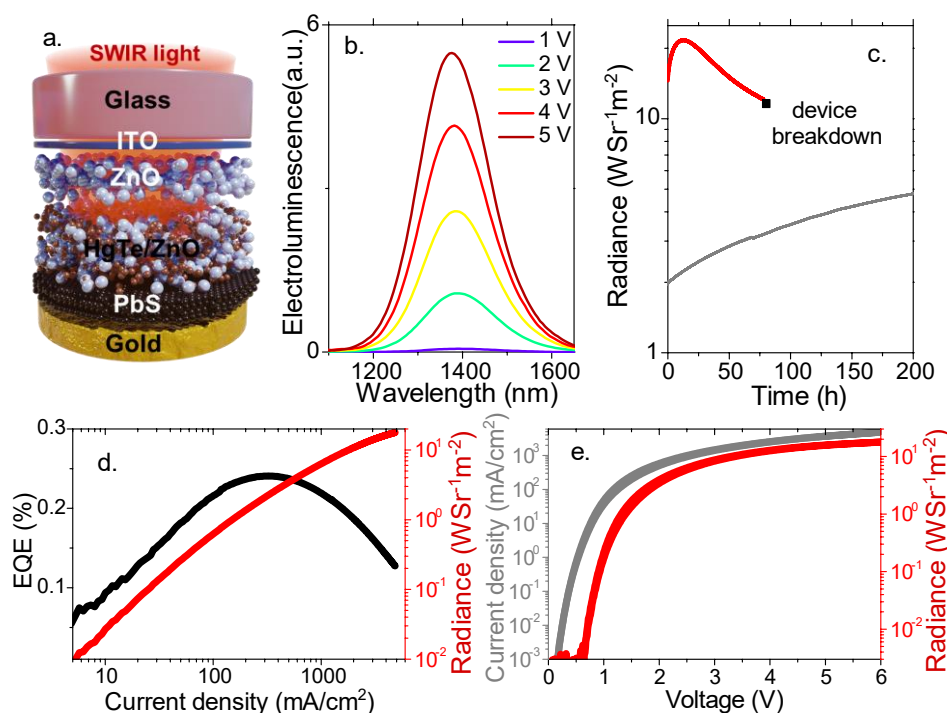 a.
SWIR light
Glass
ITO
ZnO
HgTe/ZnO
PbS
Gold
b.
Electroluminescence(a.u.)
6
3
0
1 V
2 V
3 V
4 V
5 V
1200 1400 1600
Wavelength (nm)
c.
Radiance (WSr⁻¹m⁻²)
10
1
device
breakdown
0 50 100 150 200
Time (h)
d.
EQE (%)
0.3
0.2
0.1
10 100 1000
Current density (mA/cm²)
10¹
10⁰
10⁻¹
10⁻²
Radiance (WSr⁻¹m⁻²)
e.
Current density (mA/cm²)
10³
10²
10¹
10⁰
10⁻¹
10⁻²
10⁻³
0 1 2 3 4 5 6
Voltage (V)
10¹
10⁰
10⁻¹
10⁻²
Radiance (WSr⁻¹m⁻²)